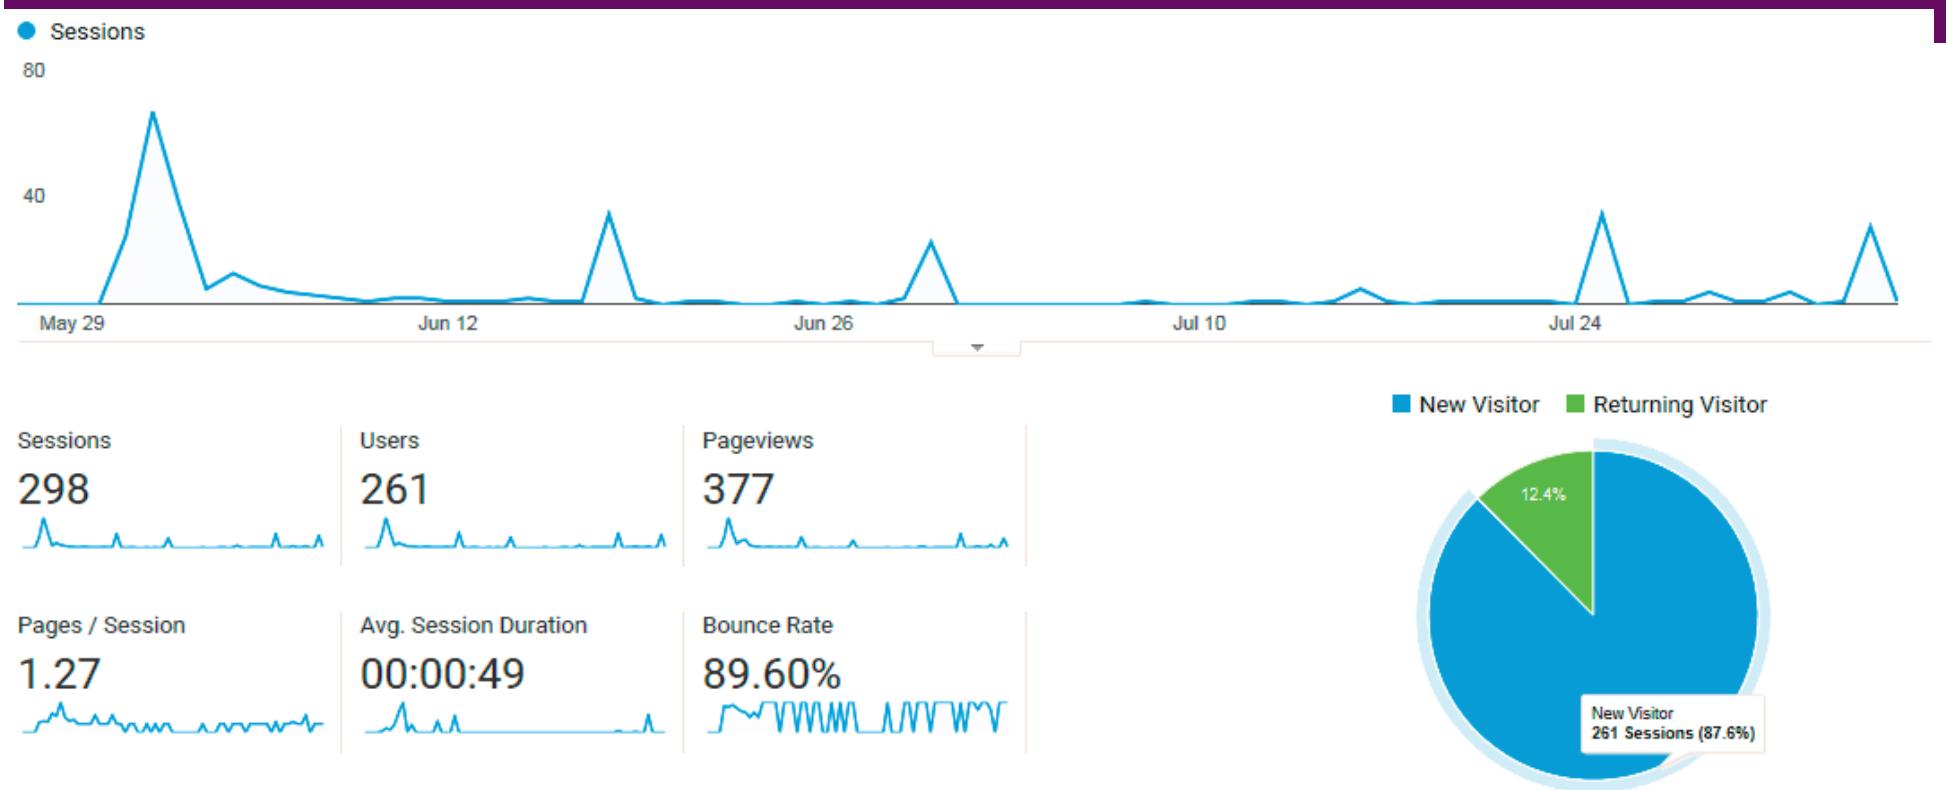 Sessions
80
40
May 29
Jun 12
Jun 26
Jul 10
Jul 24
New Visitor
Returning Visitor
Sessions
298
Users
261
Pageviews
377
12.4%
Pages / Session
1.27
Avg. Session Duration
00:00:49
Bounce Rate
89.60%
New Visitor
261 Sessions (87.6%)